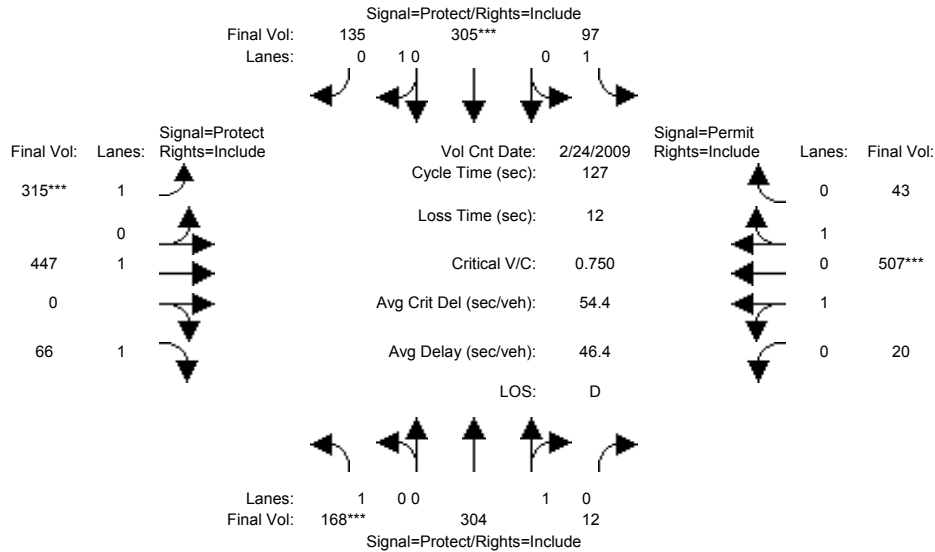 Signal=Protect/Rights=Include
Final Vol: 135 305*** 97
Lanes: 0 1 0 0 1
Signal=Protect Signal=Permit
Final Vol: Lanes: Rights=Include Vol Cnt Date: 2/24/2009 Rights=Include Lanes: Final Vol:
Cycle Time (sec): 127
315*** 1 0 43
Loss Time (sec): 12
0 1
447 1 Critical V/C: 0.750 0 507***
0 0 Avg Crit Del (sec/veh): 54.4 1
66 1 Avg Delay (sec/veh): 46.4 0 20
LOS: D
Lanes: 1 0 0 1 0
Final Vol: 168*** 304 12
Signal=Protect/Rights=Include